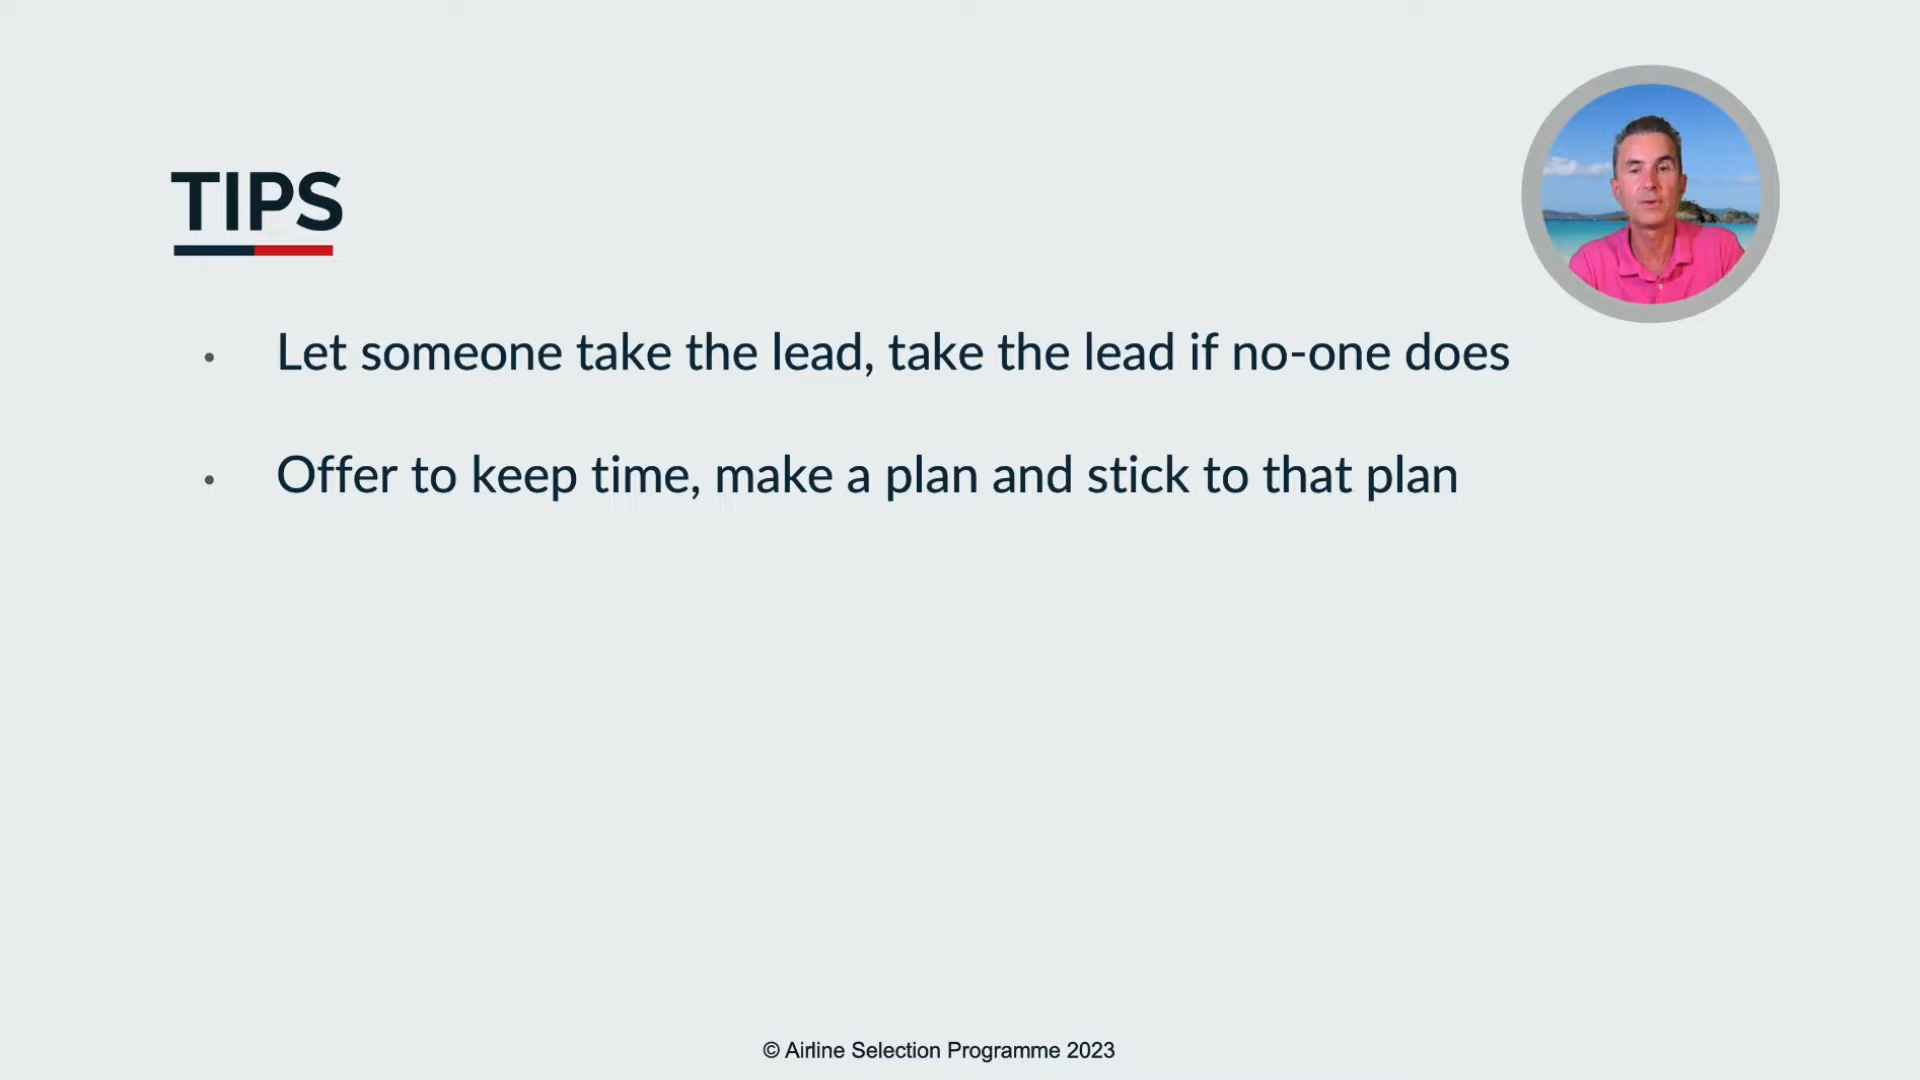 TIPS
• Let someone take the lead, take the lead if no-one does
• Offer to keep time, make a plan and stick to that plan
© Airline Selection Programme 2023